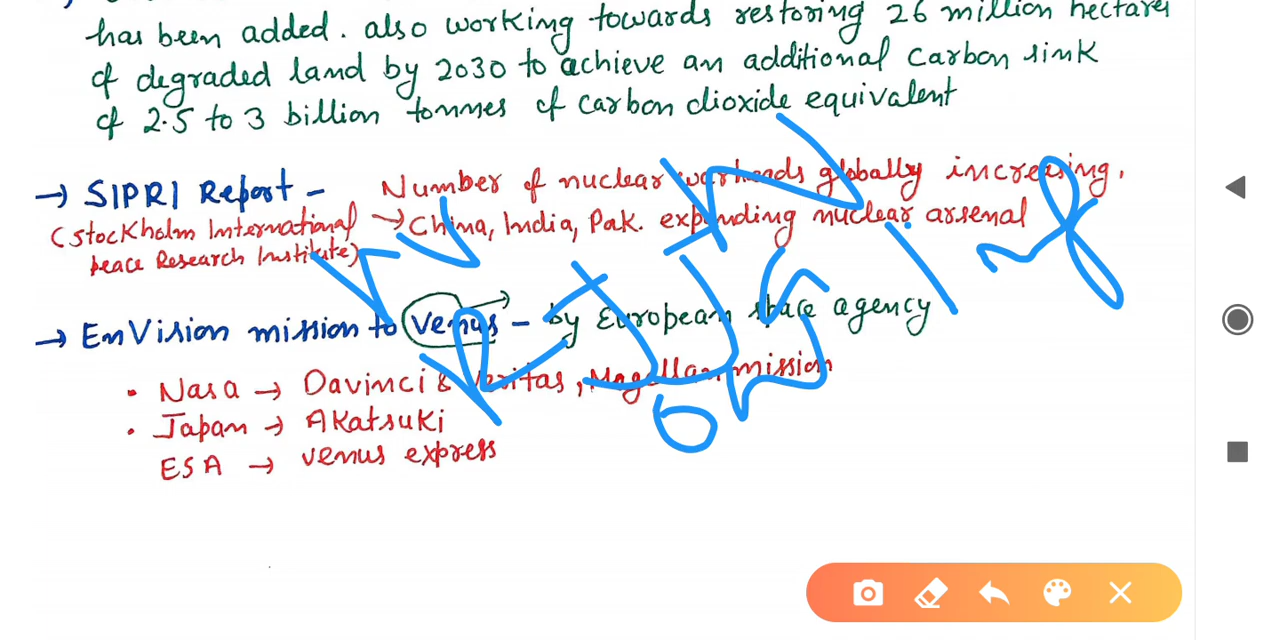 has been added. also working towards restoring 26 million hectares
of degraded land by 2030 to achieve an additional carbon sink
of 2.5 to 3 billion tonnes of carbon dioxide equivalent
→ SIPRI Report - Number of nuclear warheads globally increasing.
(Stockholm International → China, India, Pak. expanding nuclear arsenal
peace Research Institute)
→ EnVision mission to Venus - by European space agency
• Nasa → Davinci & Veritas, Magellan mission
• Japan → Akatsuki
ESA → venus express